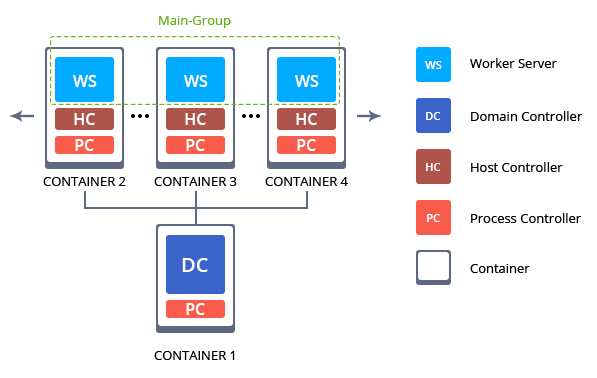 Main-Group
WS WS WS
HC ... HC ... HC
PC PC PC
CONTAINER 2 CONTAINER 3 CONTAINER 4
DC
PC
CONTAINER 1
WS Worker Server
DC Domain Controller
HC Host Controller
PC Process Controller
Container